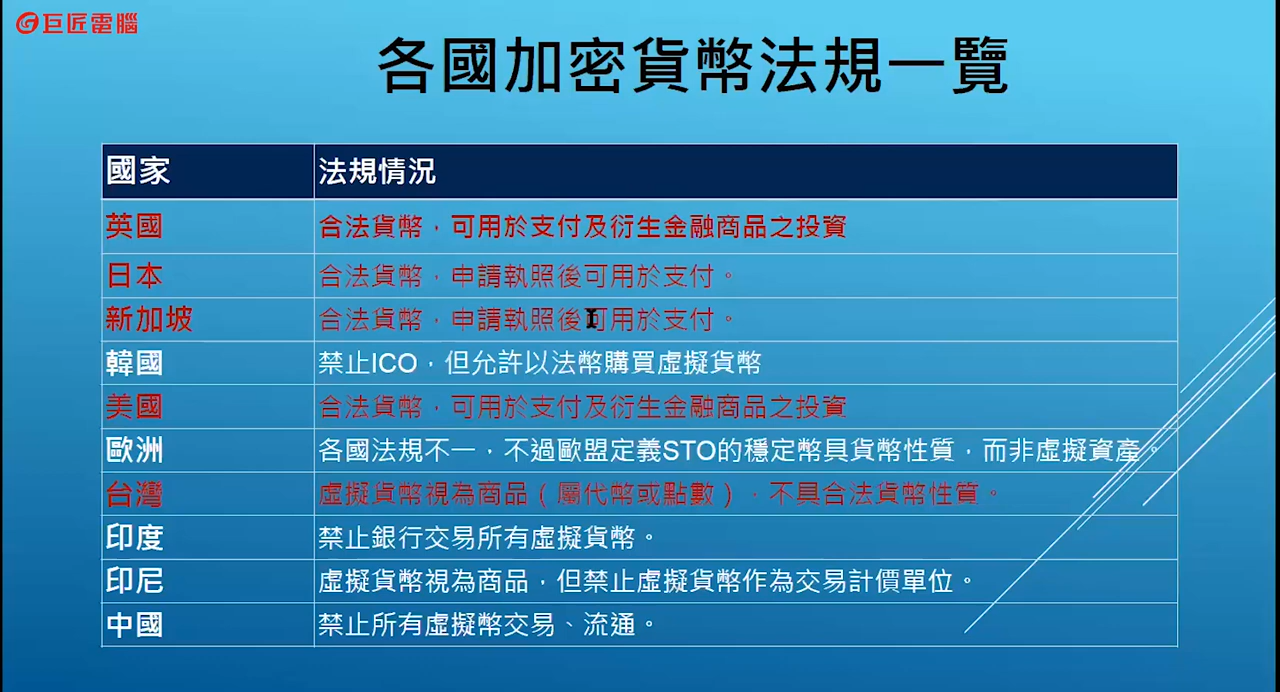 巨匠電腦
各國加密貨幣法規一覽
國家 法規情況
英國 合法貨幣，可用於支付及衍生金融商品之投資
日本 合法貨幣，申請執照後可用於支付。
新加坡 合法貨幣，申請執照後可用於支付。
韓國 禁止ICO，但允許以法幣購買虛擬貨幣
美國 合法貨幣，可用於支付及衍生金融商品之投資
歐洲 各國法規不一，不過歐盟定義STO的穩定幣具貨幣性質，而非虛擬資產。
台灣 虛擬貨幣視為商品（屬代幣或點數），不具合法貨幣性質。
印度 禁止銀行交易所有虛擬貨幣。
印尼 虛擬貨幣視為商品，但禁止虛擬貨幣作為交易計價單位。
中國 禁止所有虛擬幣交易、流通。